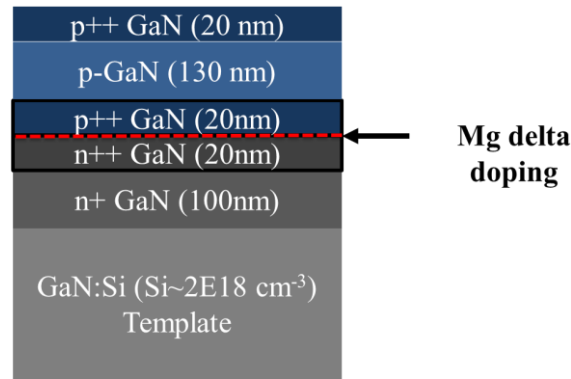 p++ GaN (20 nm)
p-GaN (130 nm)
p++ GaN (20nm)
n++ GaN (20nm)
Mg delta
doping
n+ GaN (100nm)
GaN:Si (Si~2E18 cm⁻³)
Template